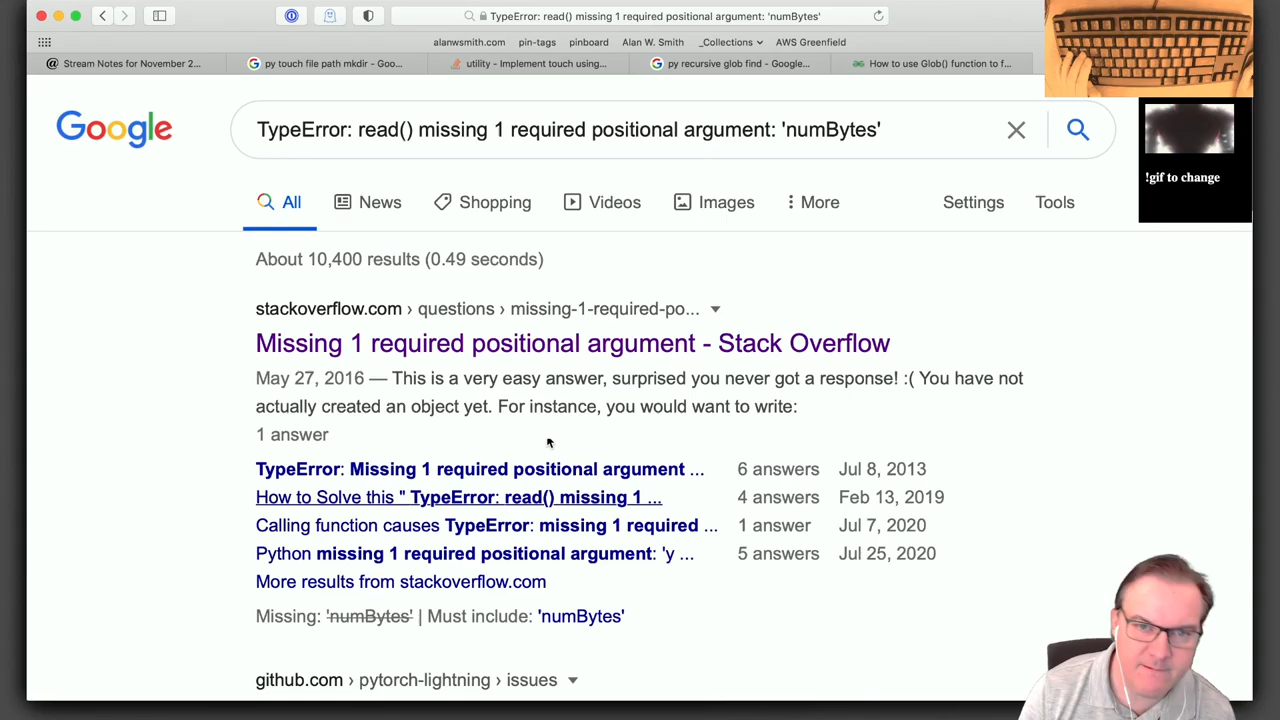 TypeError: read() missing 1 required positional argument: 'numBytes'
alanwsmith.com pin-tags pinboard Alan W. Smith _Collections AWS Greenfield
Stream Notes for November 2... py touch file path mkdir - Goo... utility - Implement touch using... py recursive glob find - Google... How to use Glob() function to f...
Google
TypeError: read() missing 1 required positional argument: 'numBytes'
!gif to change
All News Shopping Videos Images More Settings Tools
About 10,400 results (0.49 seconds)
stackoverflow.com › questions › missing-1-required-po...
Missing 1 required positional argument - Stack Overflow
May 27, 2016 — This is a very easy answer, surprised you never got a response! :( You have not
actually created an object yet. For instance, you would want to write:
1 answer
TypeError: Missing 1 required positional argument ... 6 answers Jul 8, 2013
How to Solve this " TypeError: read() missing 1 ... 4 answers Feb 13, 2019
Calling function causes TypeError: missing 1 required ... 1 answer Jul 7, 2020
Python missing 1 required positional argument: 'y ... 5 answers Jul 25, 2020
More results from stackoverflow.com
Missing: 'numBytes' | Must include: 'numBytes'
github.com › pytorch-lightning › issues